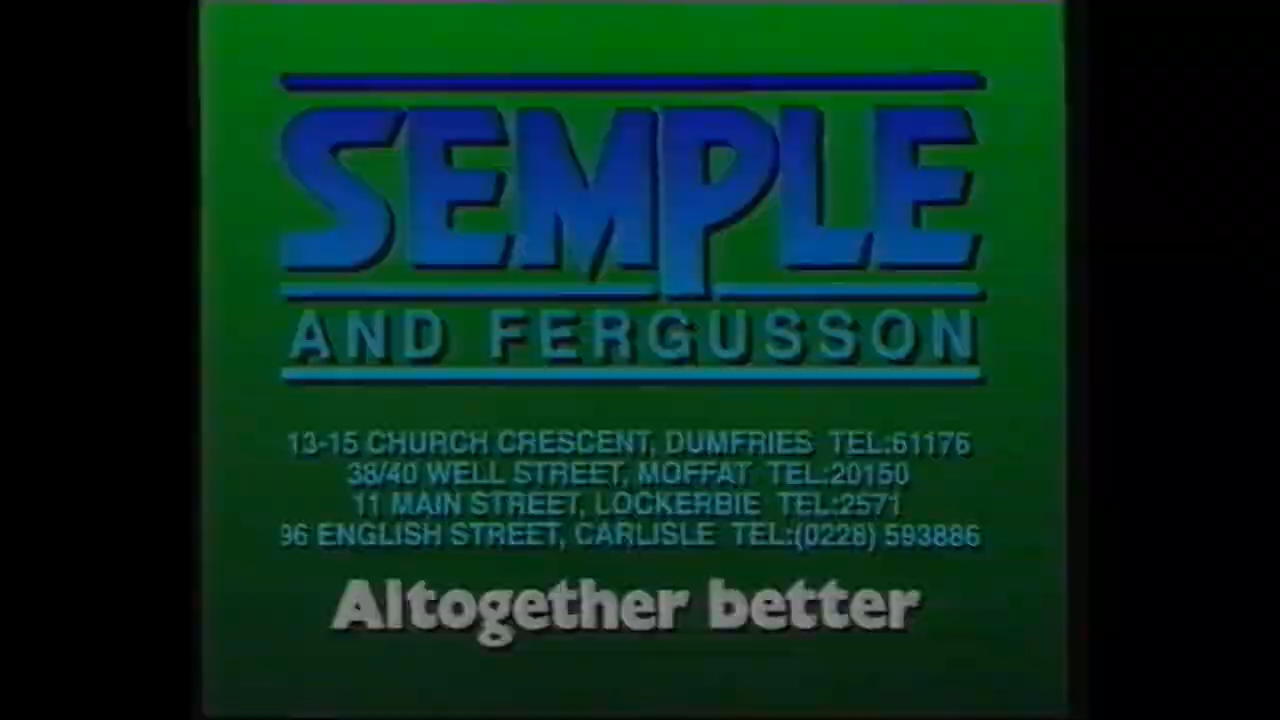 SEMPLE
AND FERGUSSON
13-15 CHURCH CRESCENT, DUMFRIES TEL:61176
38/40 WELL STREET, MOFFAT TEL:20150
11 MAIN STREET, LOCKERBIE TEL:2571
96 ENGLISH STREET, CARLISLE TEL:(0228) 593886
Altogether better